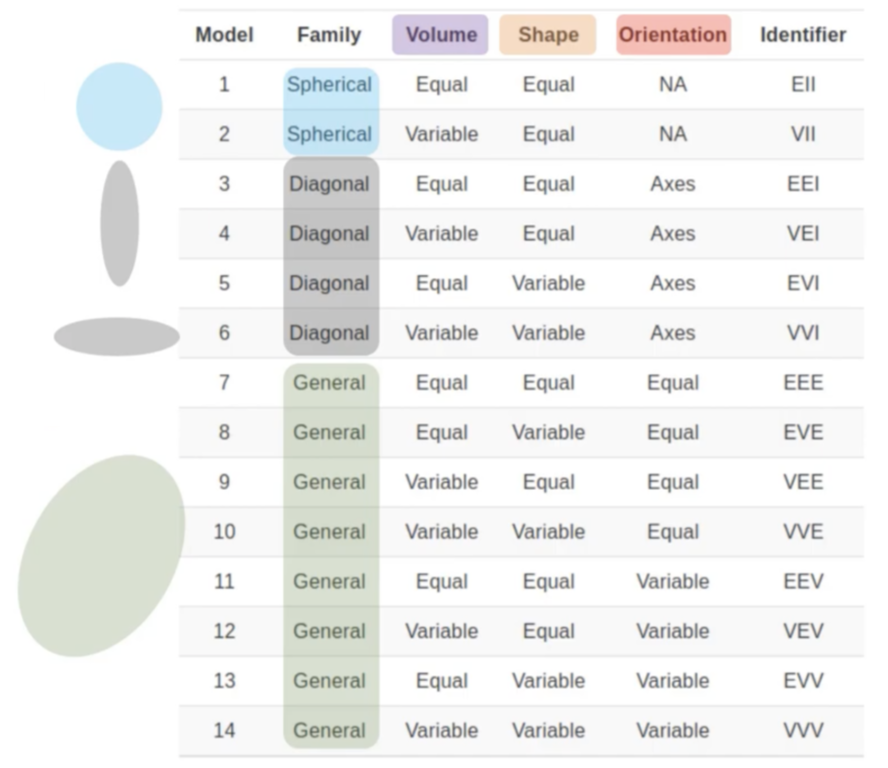 Model Family Volume Shape Orientation Identifier
1 Spherical Equal Equal NA EII
2 Spherical Variable Equal NA VII
3 Diagonal Equal Equal Axes EEI
4 Diagonal Variable Equal Axes VEI
5 Diagonal Equal Variable Axes EVI
6 Diagonal Variable Variable Axes VVI
7 General Equal Equal Equal EEE
8 General Equal Variable Equal EVE
9 General Variable Equal Equal VEE
10 General Variable Variable Equal VVE
11 General Equal Equal Variable EEV
12 General Variable Equal Variable VEV
13 General Equal Variable Variable EVV
14 General Variable Variable Variable VVV